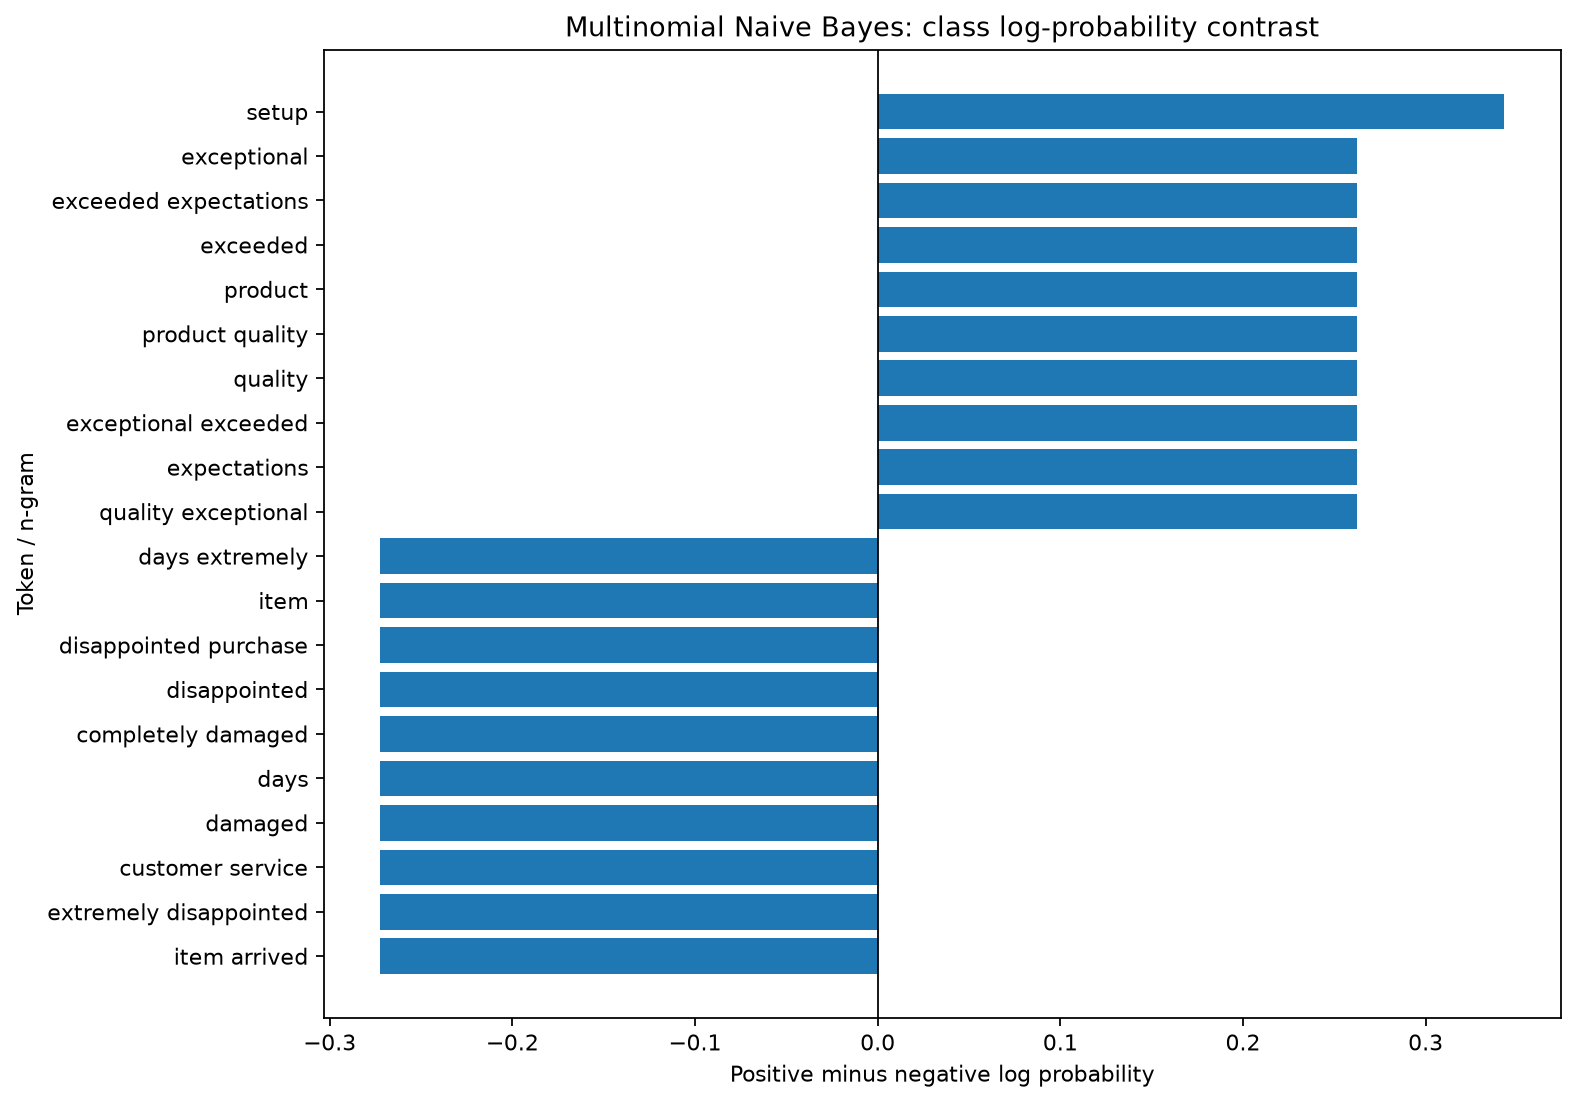 Multinomial Naive Bayes: class log-probability contrast
setup
exceptional
exceeded expectations
exceeded
product
product quality
quality
exceptional exceeded
expectations
quality exceptional
days extremely
item
disappointed purchase
disappointed
completely damaged
days
damaged
customer service
extremely disappointed
item arrived
Token / n-gram
−0.3 −0.2 −0.1 0.0 0.1 0.2 0.3
Positive minus negative log probability